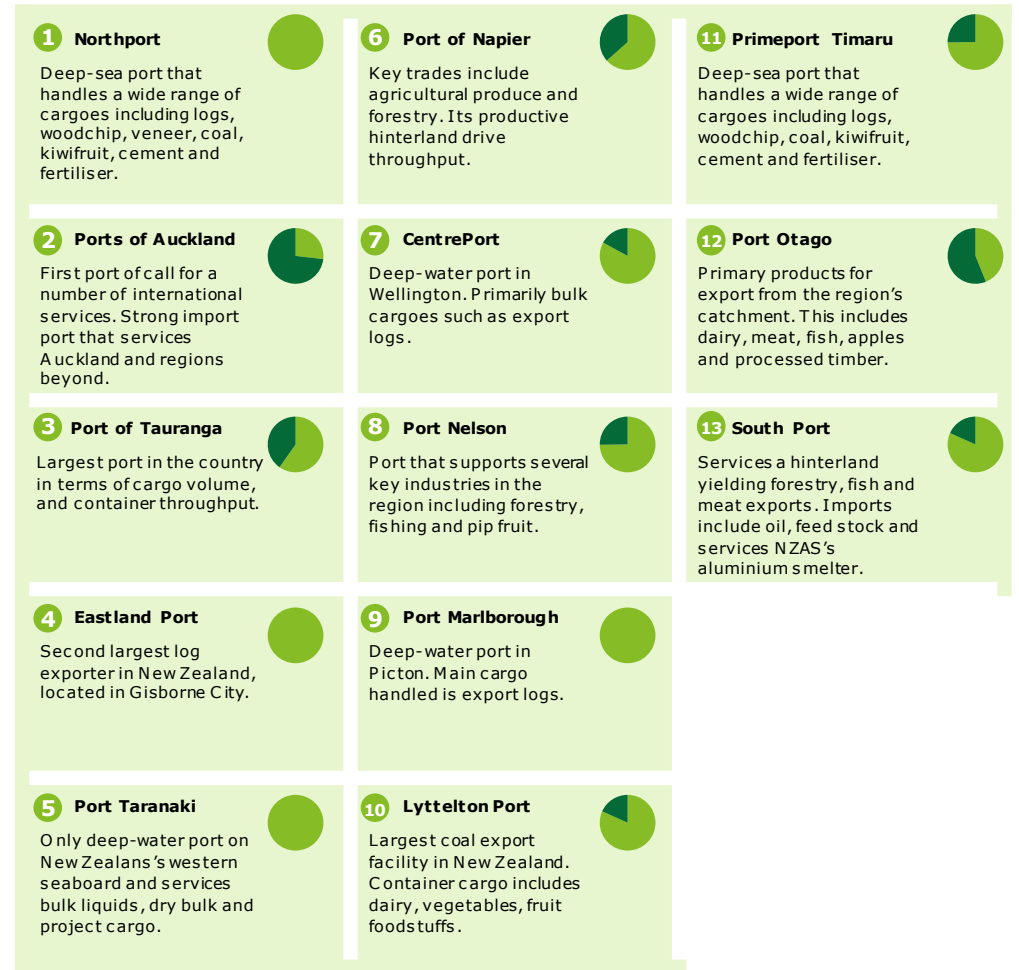 1 Northport
Deep-sea port that
handles a wide range of
cargoes including logs,
woodchip, veneer, coal,
kiwifruit, cement and
fertiliser.
2 Ports of Auckland
First port of call for a
number of international
services. Strong import
port that services
Auckland and regions
beyond.
3 Port of Tauranga
Largest port in the country
in terms of cargo volume,
and container throughput.
4 Eastland Port
Second largest log
exporter in New Zealand,
located in Gisborne City.
5 Port Taranaki
Only deep-water port on
New Zealans's western
seaboard and services
bulk liquids, dry bulk and
project cargo.
6 Port of Napier
Key trades include
agricultural produce and
forestry. Its productive
hinterland drive
throughput.
7 CentrePort
Deep-water port in
Wellington. Primarily bulk
cargoes such as export
logs.
8 Port Nelson
Port that supports several
key industries in the
region including forestry,
fishing and pip fruit.
9 Port Marlborough
Deep-water port in
Picton. Main cargo
handled is export logs.
10 Lyttelton Port
Largest coal export
facility in New Zealand.
Container cargo includes
dairy, vegetables, fruit
foodstuffs.
11 Primeport Timaru
Deep-sea port that
handles a wide range of
cargoes including logs,
woodchip, coal, kiwifruit,
cement and fertiliser.
12 Port Otago
Primary products for
export from the region's
catchment. This includes
dairy, meat, fish, apples
and processed timber.
13 South Port
Services a hinterland
yielding forestry, fish and
meat exports. Imports
include oil, feed stock and
services NZAS's
aluminium smelter.